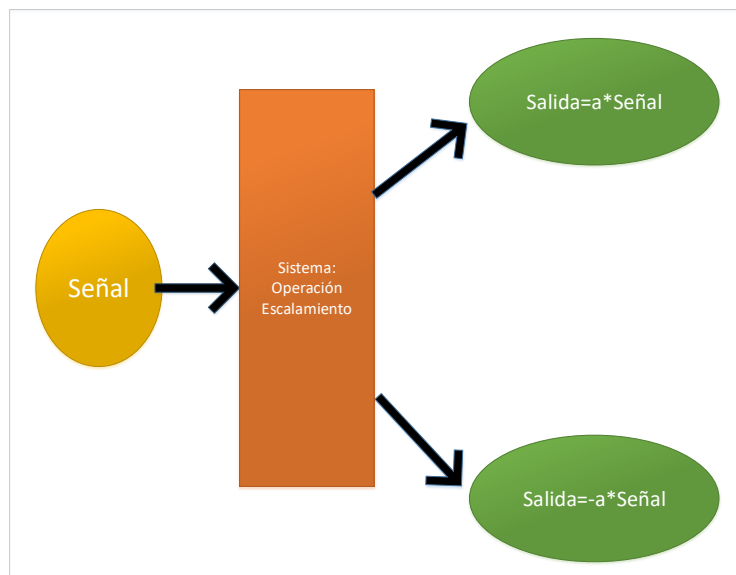 Señal
Sistema:
Operación
Escalamiento
Salida=a*Señal
Salida=-a*Señal